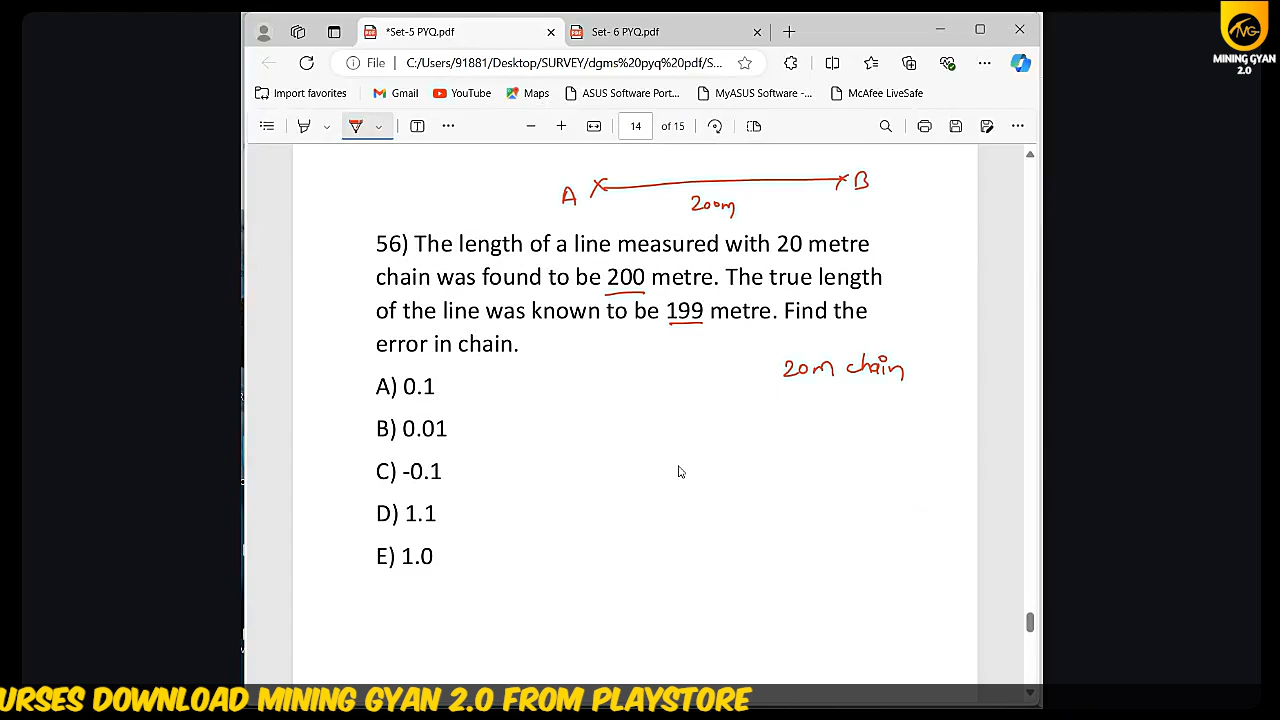 *Set-5 PYQ.pdf
Set- 6 PYQ.pdf
File
C:/Users/91881/Desktop/SURVEY/dgms%20pyq%20pdf/S...
Import favorites
Gmail
YouTube
Maps
ASUS Software Port...
MyASUS Software -...
McAfee LiveSafe
14 of 15
MINING GYAN
2.0
A
B
200m
56) The length of a line measured with 20 metre
chain was found to be 200 metre. The true length
of the line was known to be 199 metre. Find the
error in chain.
20m chain
A) 0.1
B) 0.01
C) -0.1
D) 1.1
E) 1.0
URSES DOWNLOAD MINING GYAN 2.0 FROM PLAYSTORE